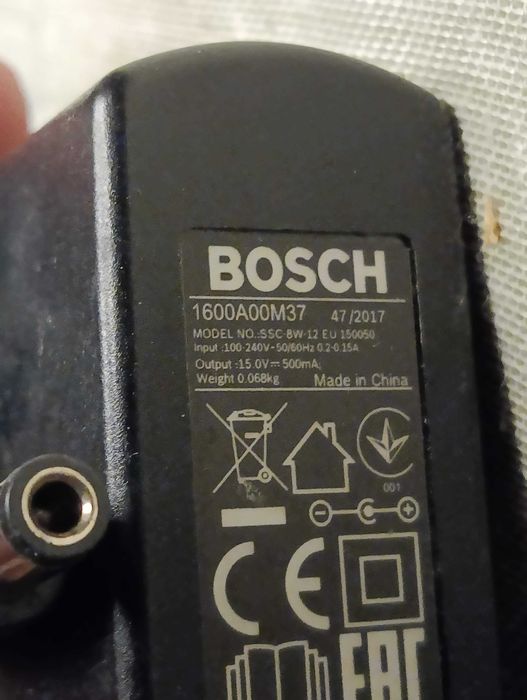 BOSCH
1600A00M37 47/2017
MODEL NO.:SSC-8W-12 EU 150050
Input :100-240V~50/60Hz 0.2-0.15A
Output :15.0V⎓500mA
Weight 0.068kg Made in China
001
CE
EAC